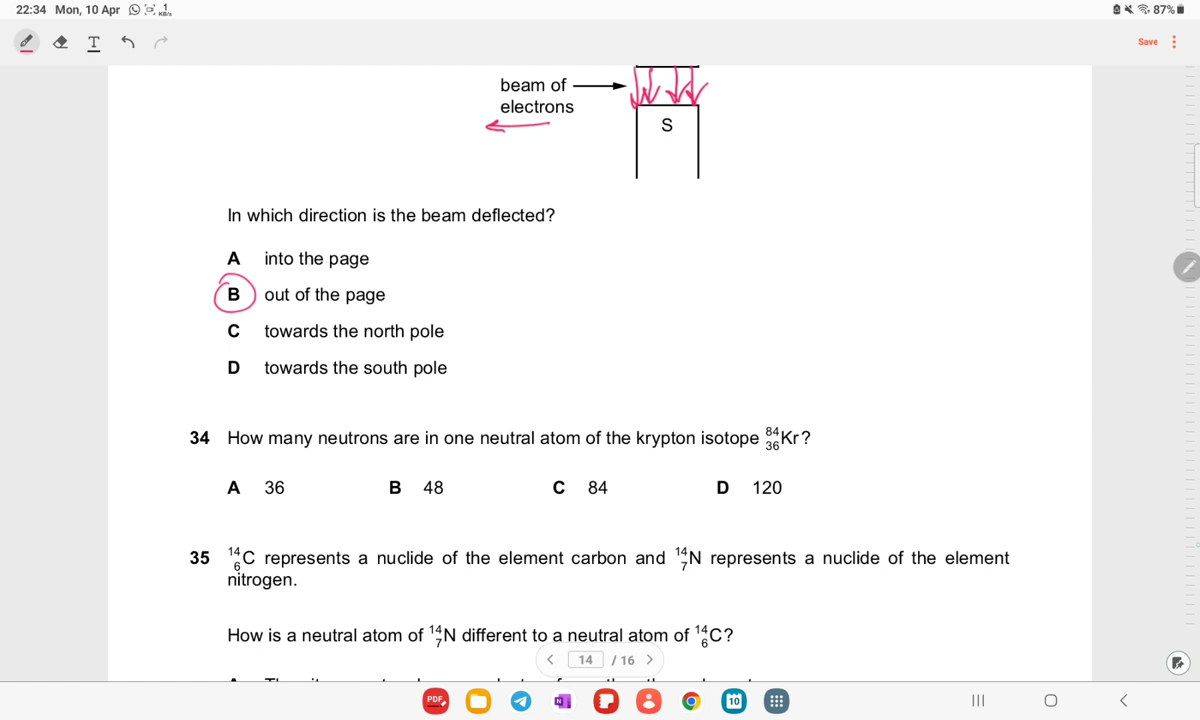 22:34 Mon, 10 Apr 1 KB/s 87%
T Save
beam of
electrons
S
In which direction is the beam deflected?
A into the page
B out of the page
C towards the north pole
D towards the south pole
34 How many neutrons are in one neutral atom of the krypton isotope ⁸⁴₃₆Kr?
A 36 B 48 C 84 D 120
35 ¹⁴₆C represents a nuclide of the element carbon and ¹⁴₇N represents a nuclide of the element
nitrogen.
How is a neutral atom of ¹⁴₇N different to a neutral atom of ¹⁴₆C?
14 / 16
PDF N 10